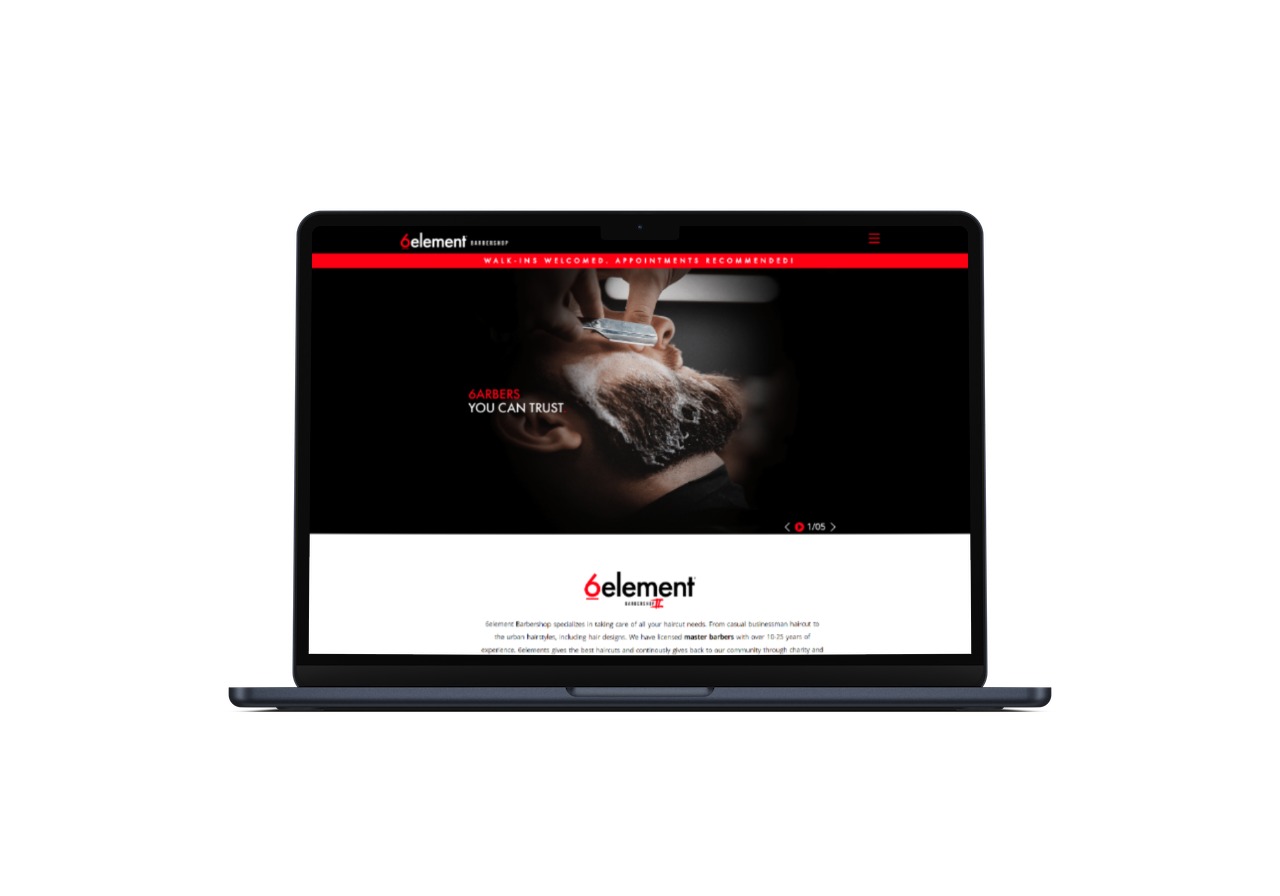 6element BARBERSHOP
WALK-INS WELCOMED. APPOINTMENTS RECOMMENDED!
6ARBERS
YOU CAN TRUST
1/05
6element
BARBERSHOP II
6element Barbershop specializes in taking care of all your haircut needs. From casual businessman haircut to
the urban hairstyles, including hair designs. We have licensed master barbers with over 10-25 years of
experience. 6elements gives the best haircuts and continously gives back to our community through charity and